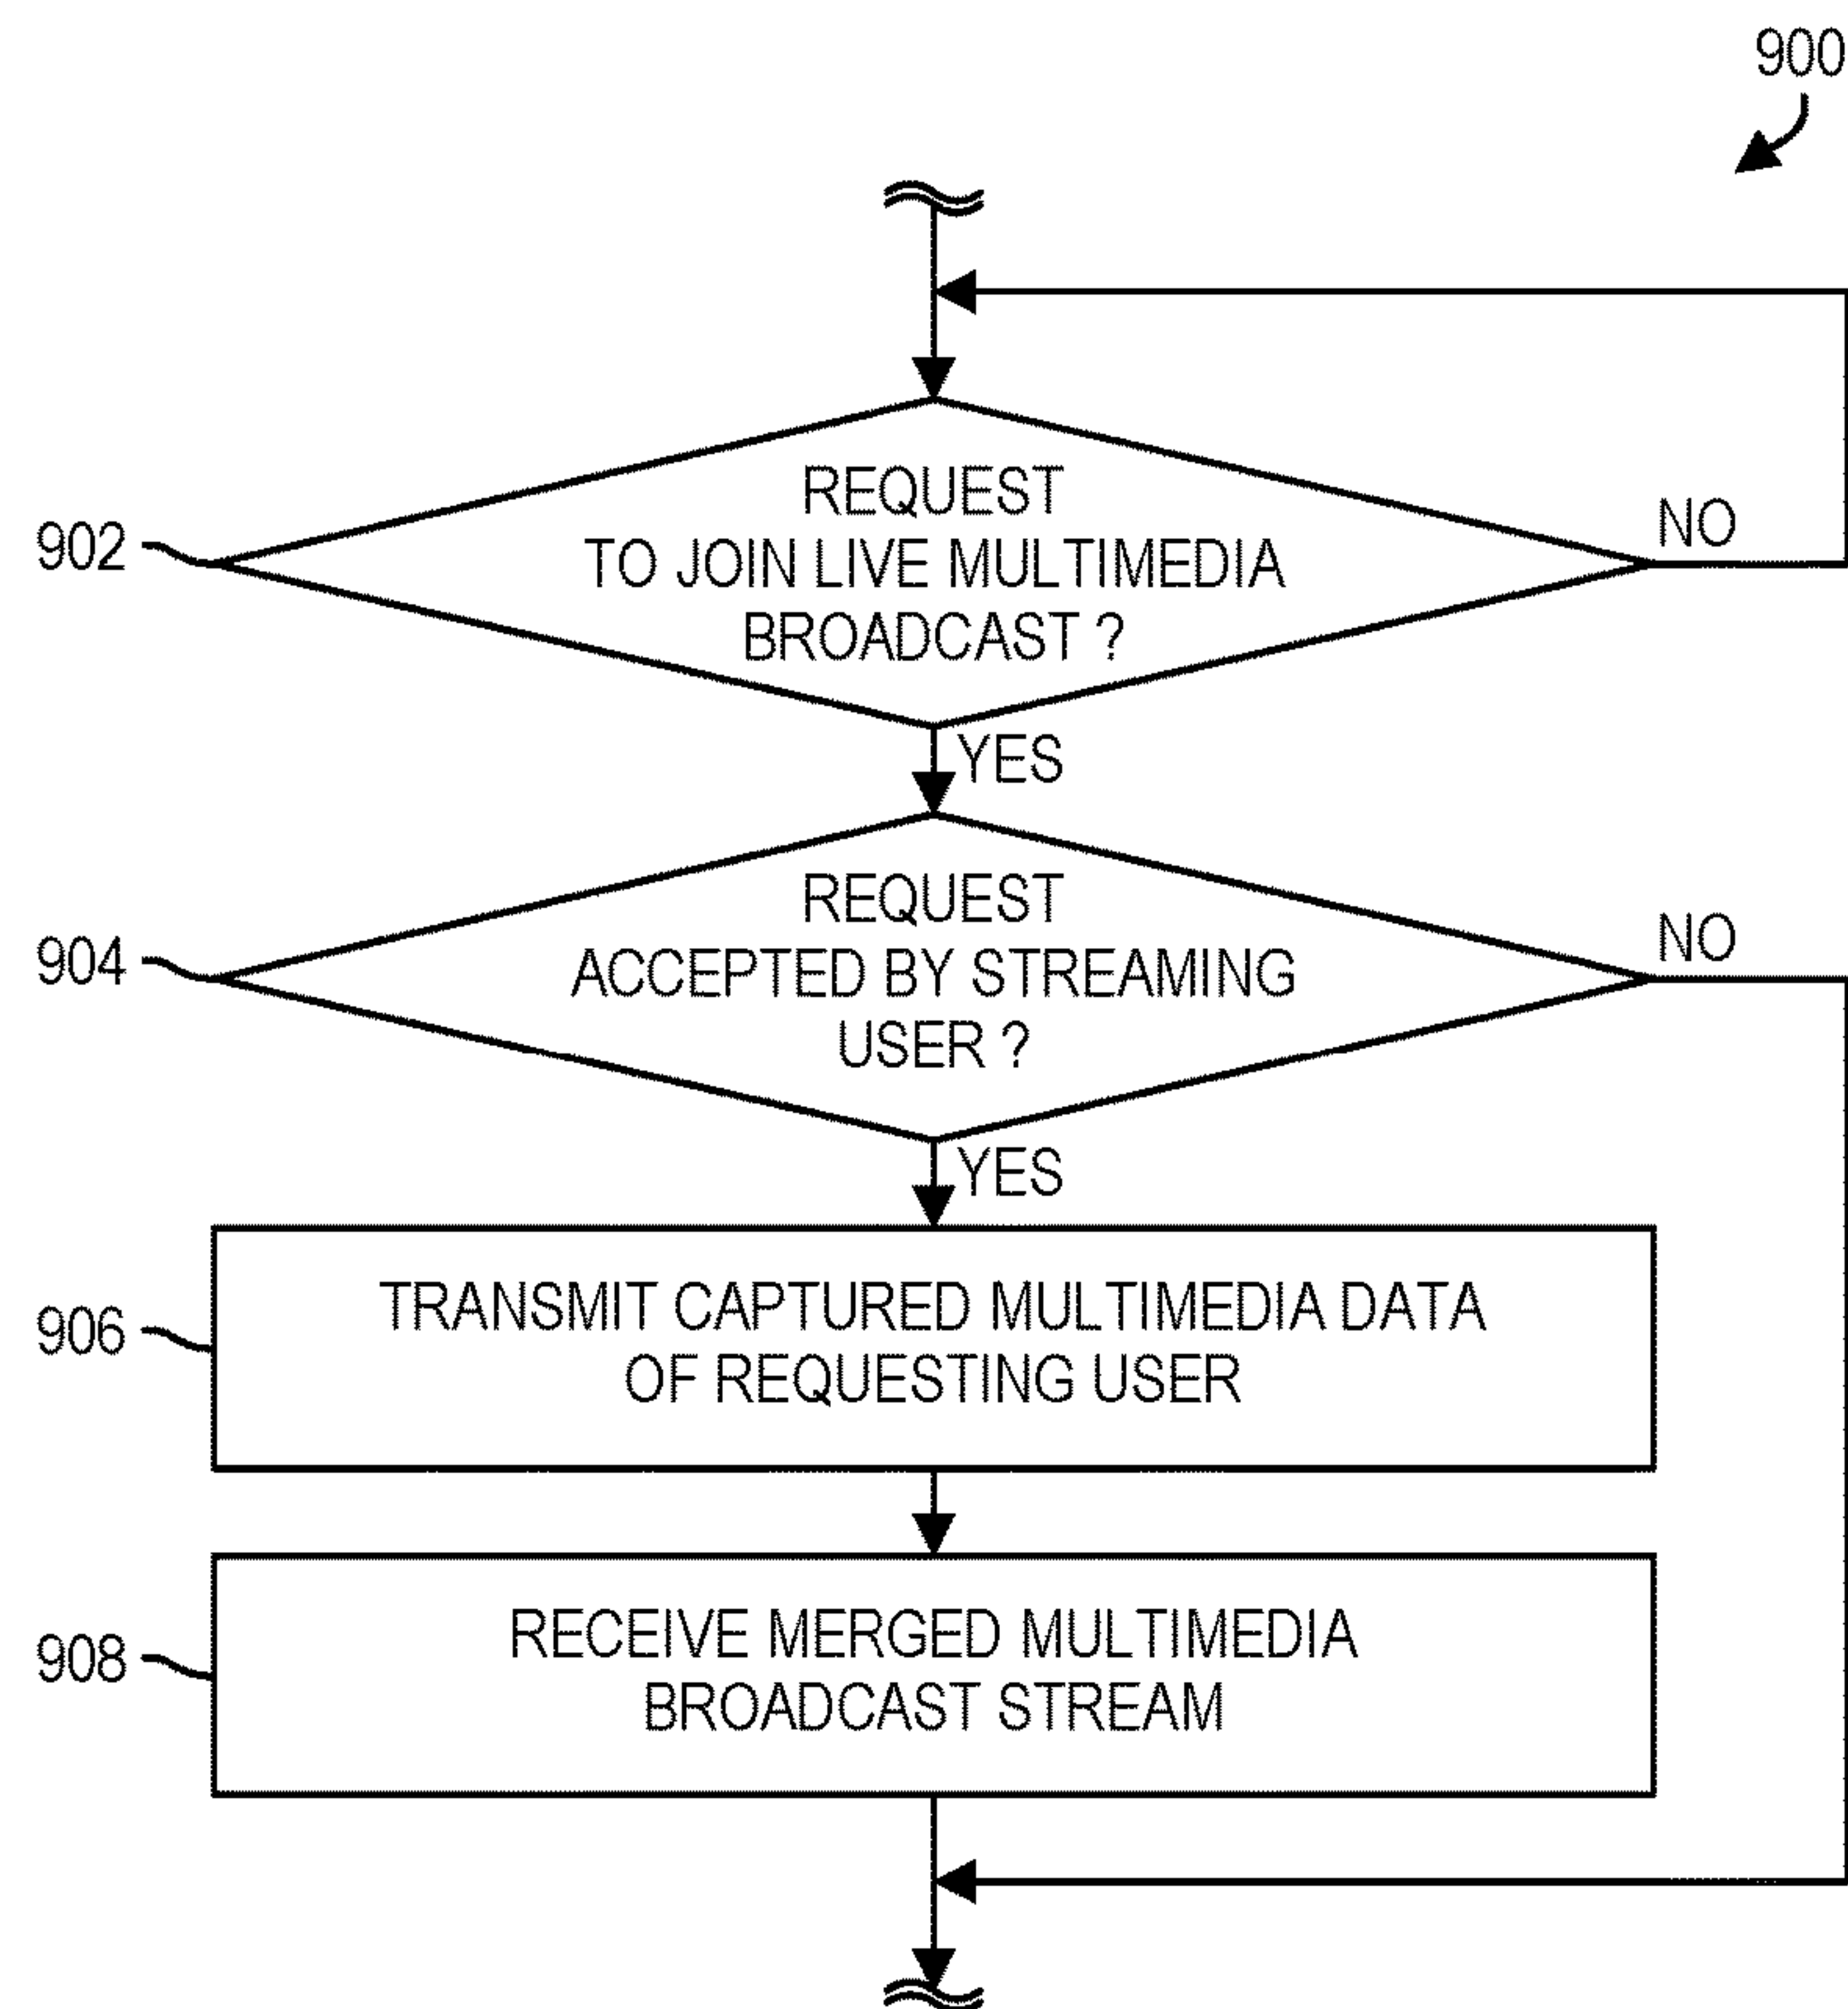 900
902
REQUEST
TO JOIN LIVE MULTIMEDIA
BROADCAST ?
NO
YES
904
REQUEST
ACCEPTED BY STREAMING
USER ?
NO
YES
906
TRANSMIT CAPTURED MULTIMEDIA DATA
OF REQUESTING USER
908
RECEIVE MERGED MULTIMEDIA
BROADCAST STREAM